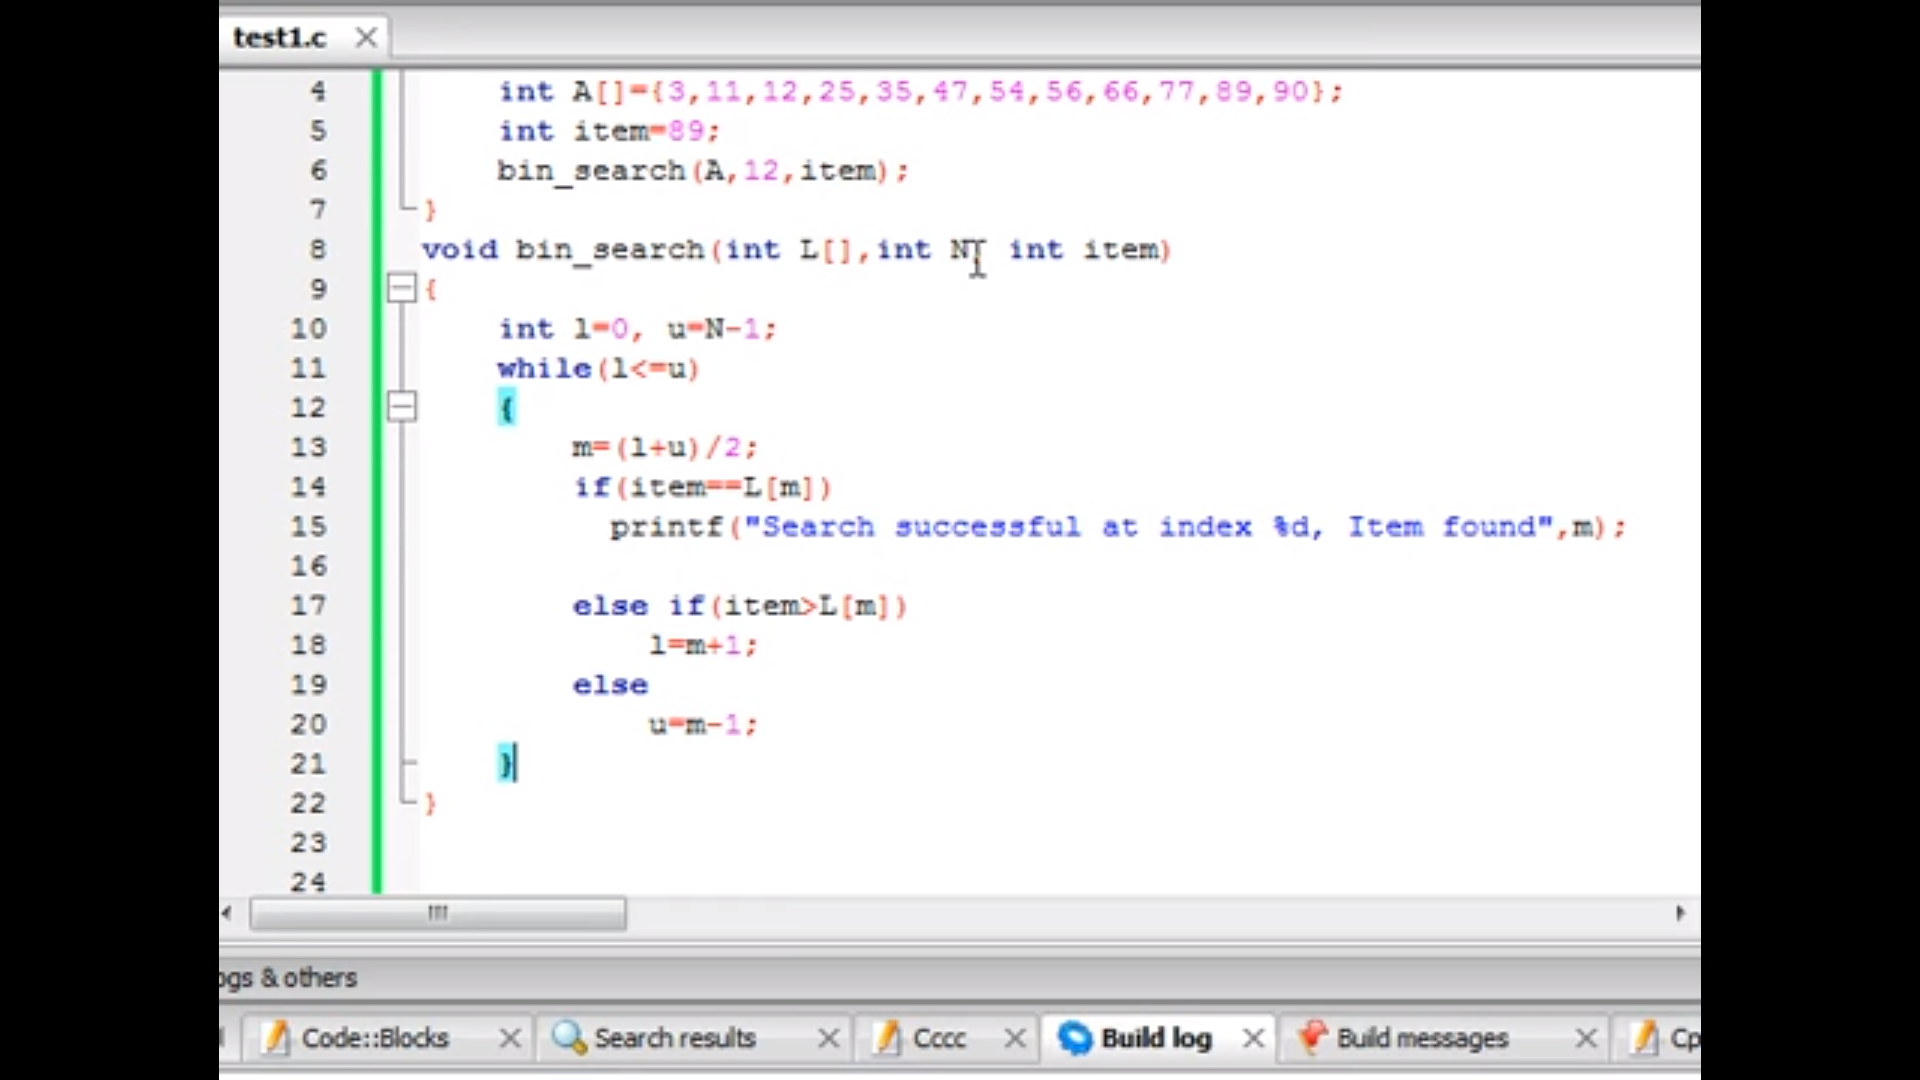 test1.c
4 int A[]={3,11,12,25,35,47,54,56,66,77,89,90};
5 int item=89;
6 bin_search(A,12,item);
7 }
8 void bin_search(int L[],int N, int item)
9 {
10 int l=0, u=N-1;
11 while(l<=u)
12 {
13 m=(l+u)/2;
14 if(item==L[m])
15 printf("Search successful at index %d, Item found",m);
16
17 else if(item>L[m])
18 l=m+1;
19 else
20 u=m-1;
21 }
22 }
23
24
ogs & others
Code::Blocks Search results Cccc Build log Build messages Cp